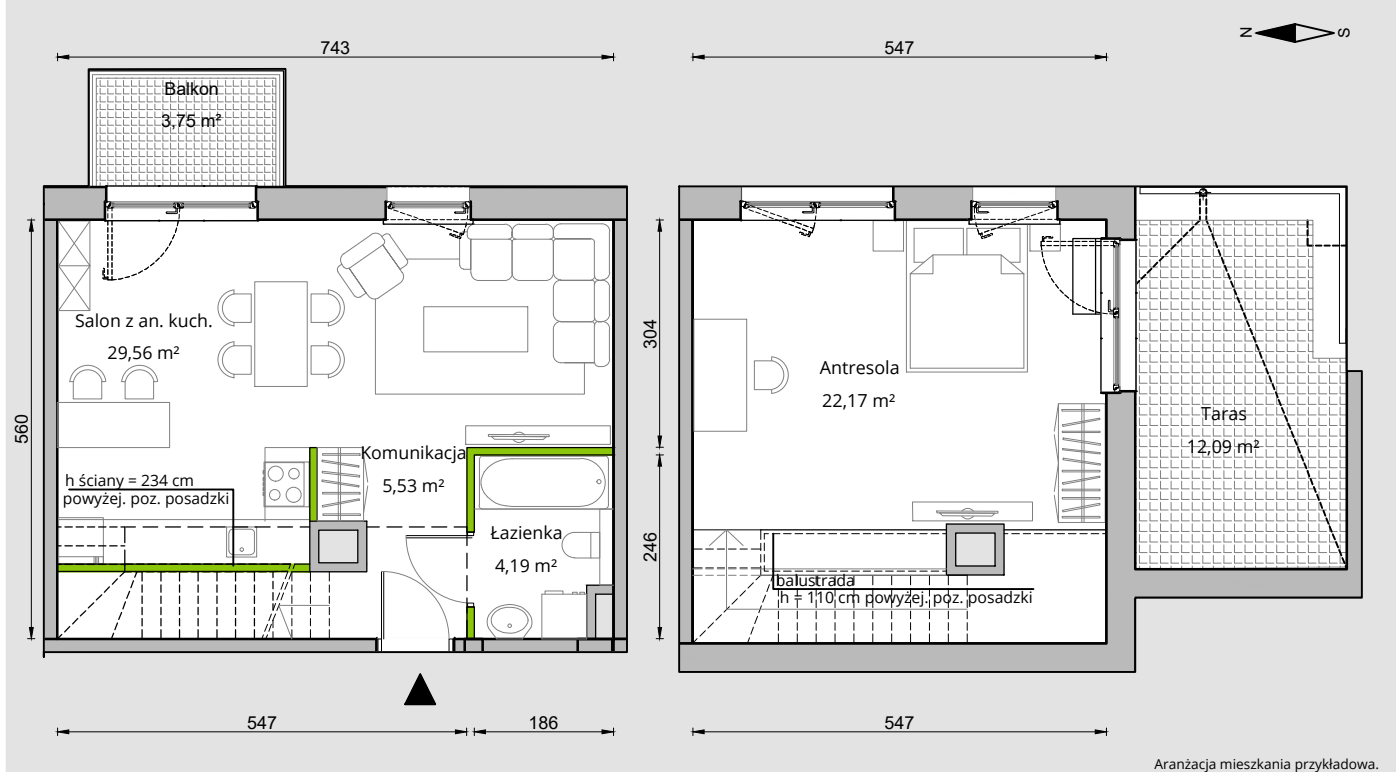 743
547
N
S
Balkon
3,75 m²
Salon z an. kuch.
29,56 m²
560
304
246
Komunikacja
5,53 m²
h ściany = 234 cm
powyżej. poz. posadzki
Łazienka
4,19 m²
Antresola
22,17 m²
Taras
12,09 m²
balustrada
h = 110 cm powyżej. poz. posadzki
547
186
547
Aranżacja mieszkania przykładowa.